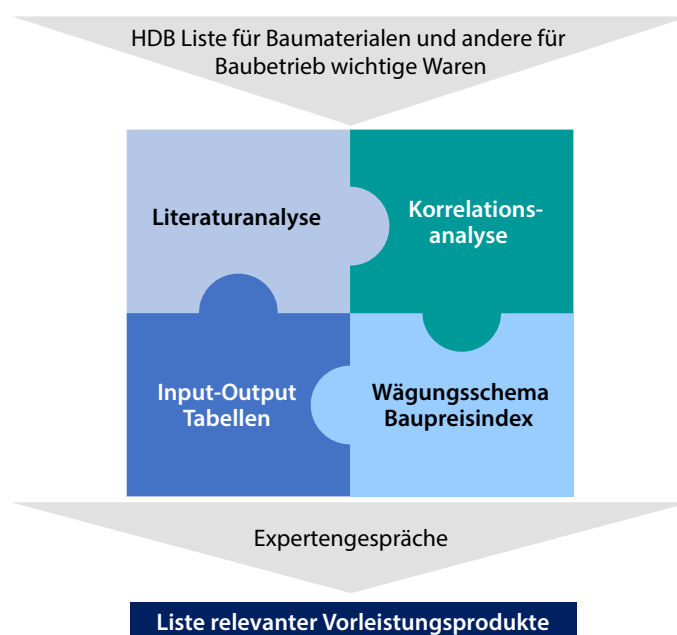 HDB Liste für Baumaterialen und andere für
Baubetrieb wichtige Waren
Literaturanalyse
Korrelations-
analyse
Input-Output
Tabellen
Wägungsschema
Baupreisindex
Expertengespräche
Liste relevanter Vorleistungsprodukte